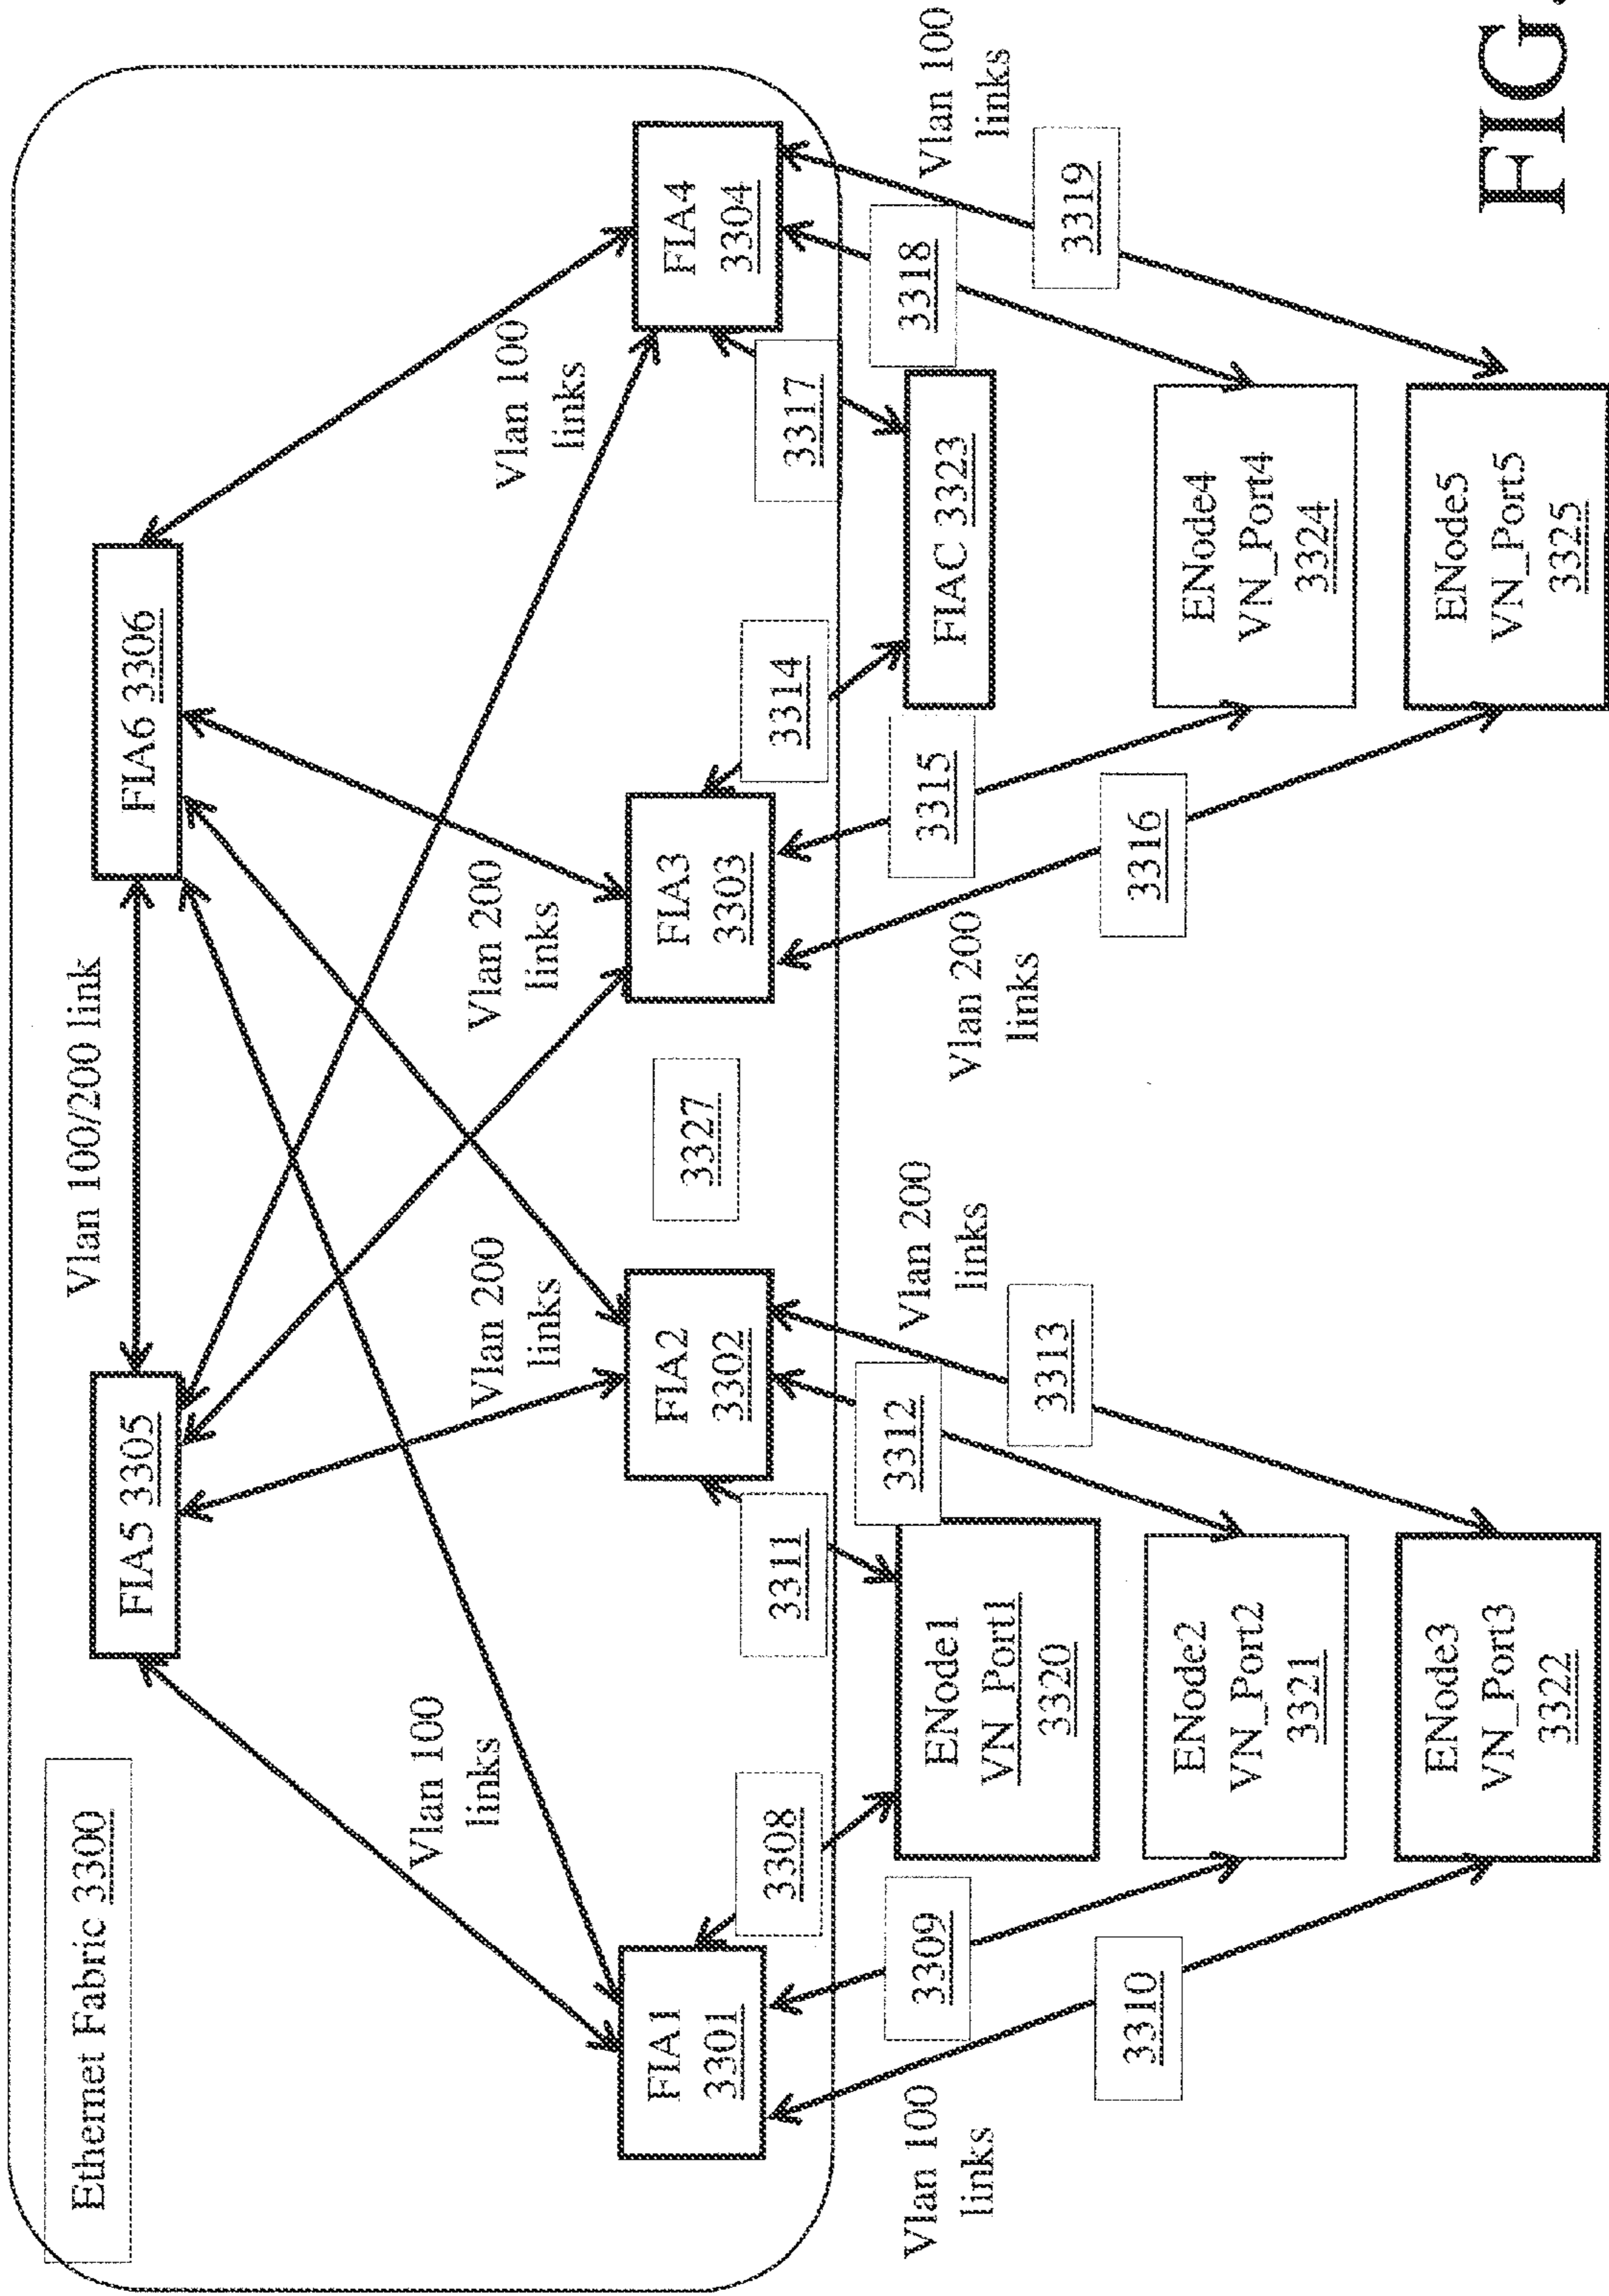 Ethernet Fabric 3300
Vlan 100/200 link
FIA5 3305
FIA6 3306
Vlan 100
links
Vlan 200
links
Vlan 200
links
Vlan 100
links
FIA1
3301
FIA2
3302
3327
FIA3
3303
FIA4
3304
3308
3311
3314
3317
Vlan 100
links
3309
3310
ENode1
VN_Port1
3320
3312
Vlan 200
links
3313
Vlan 200
links
3315
3316
FIAC 3323
3318
Vlan 100
links
3319
ENode2
VN_Port2
3321
ENode4
VN_Port4
3324
ENode3
VN_Port3
3322
ENode5
VN_Port5
3325
FIG.